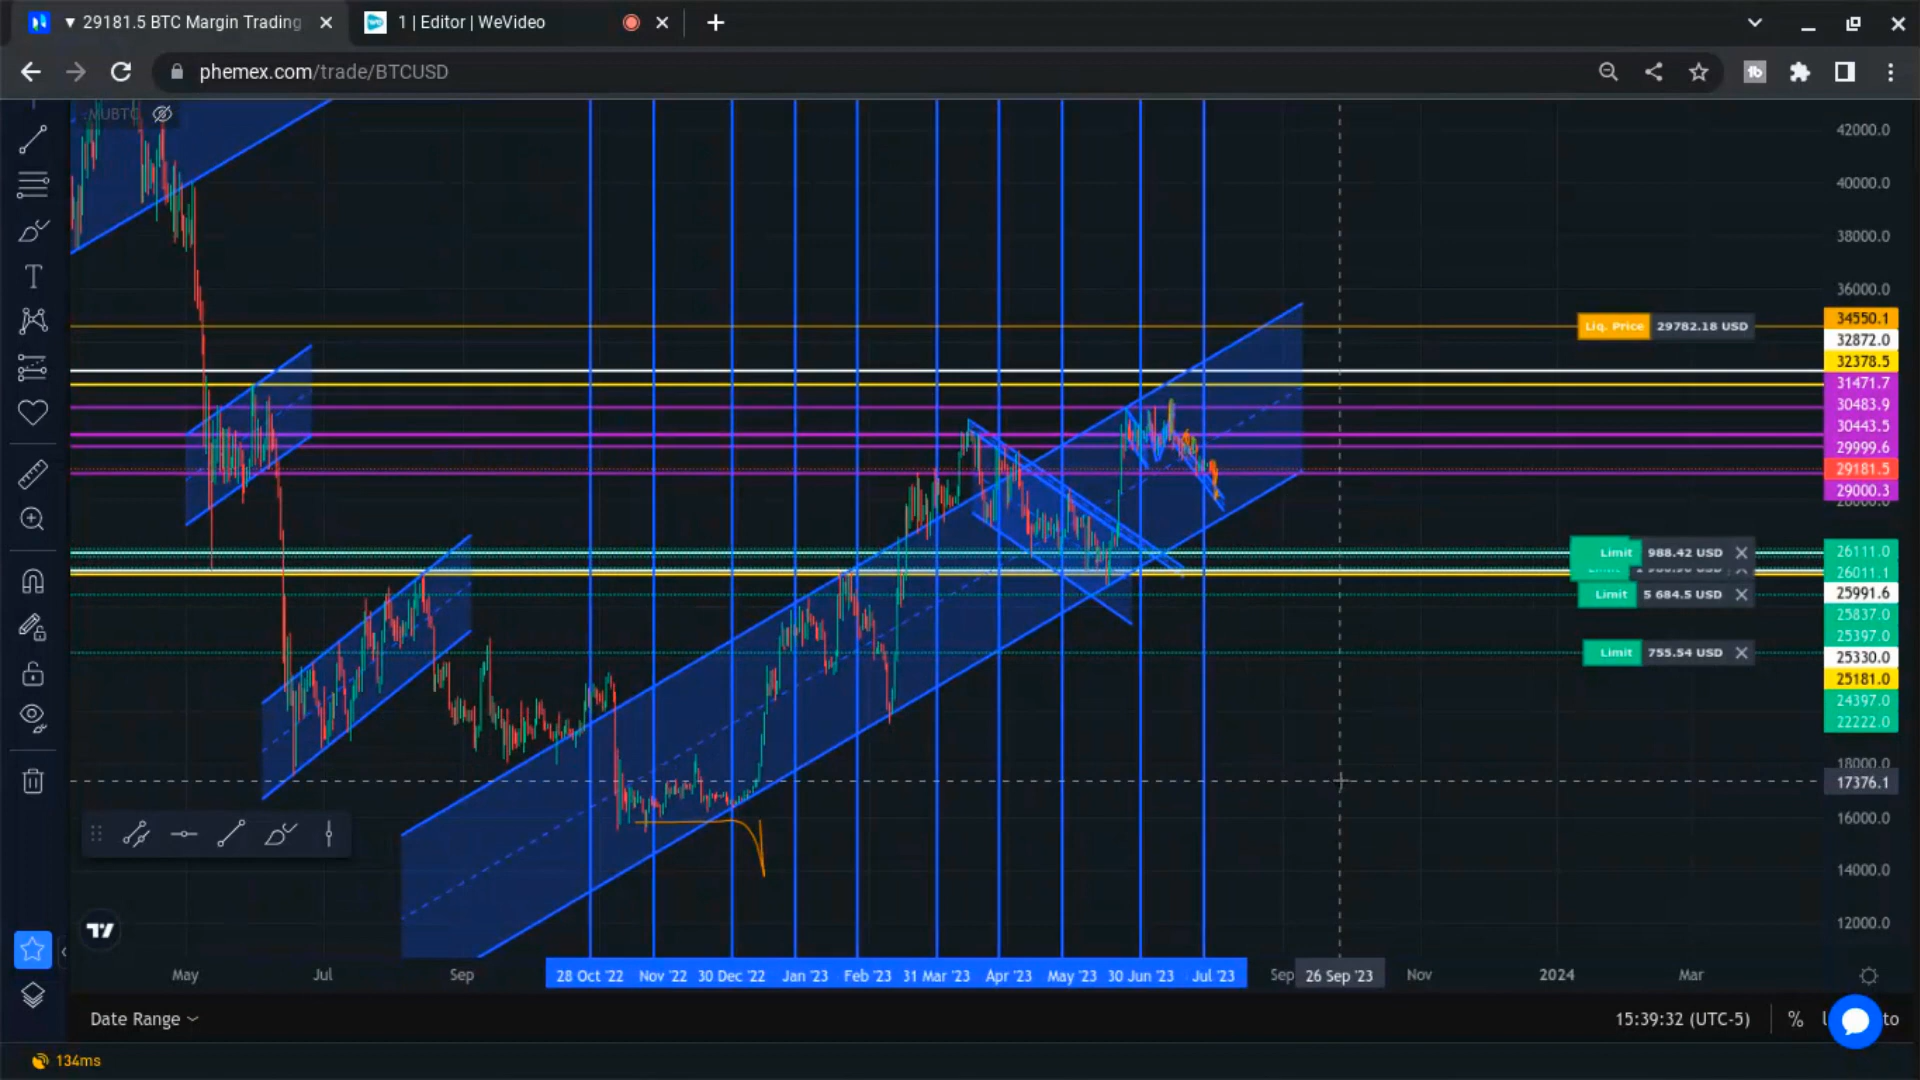 ▼ 29181.5 BTC Margin Trading
1 | Editor | WeVideo
phemex.com/trade/BTCUSD
MUBTC
42000.0
40000.0
38000.0
36000.0
Liq. Price 29782.18 USD
34550.1
32872.0
32378.5
31471.7
30483.9
30443.5
29999.6
29181.5
29000.3
Limit 988.42 USD
26111.0
26011.1
25991.6
Limit 5 684.5 USD
25837.0
25397.0
Limit 755.54 USD
25330.0
25181.0
24397.0
22222.0
18000.0
17376.1
16000.0
14000.0
12000.0
May Jul Sep 28 Oct '22 Nov '22 30 Dec '22 Jan '23 Feb '23 31 Mar '23 Apr '23 May '23 30 Jun '23 Jul '23 Sep 26 Sep '23 Nov 2024 Mar
Date Range
15:39:32 (UTC-5) %
134ms